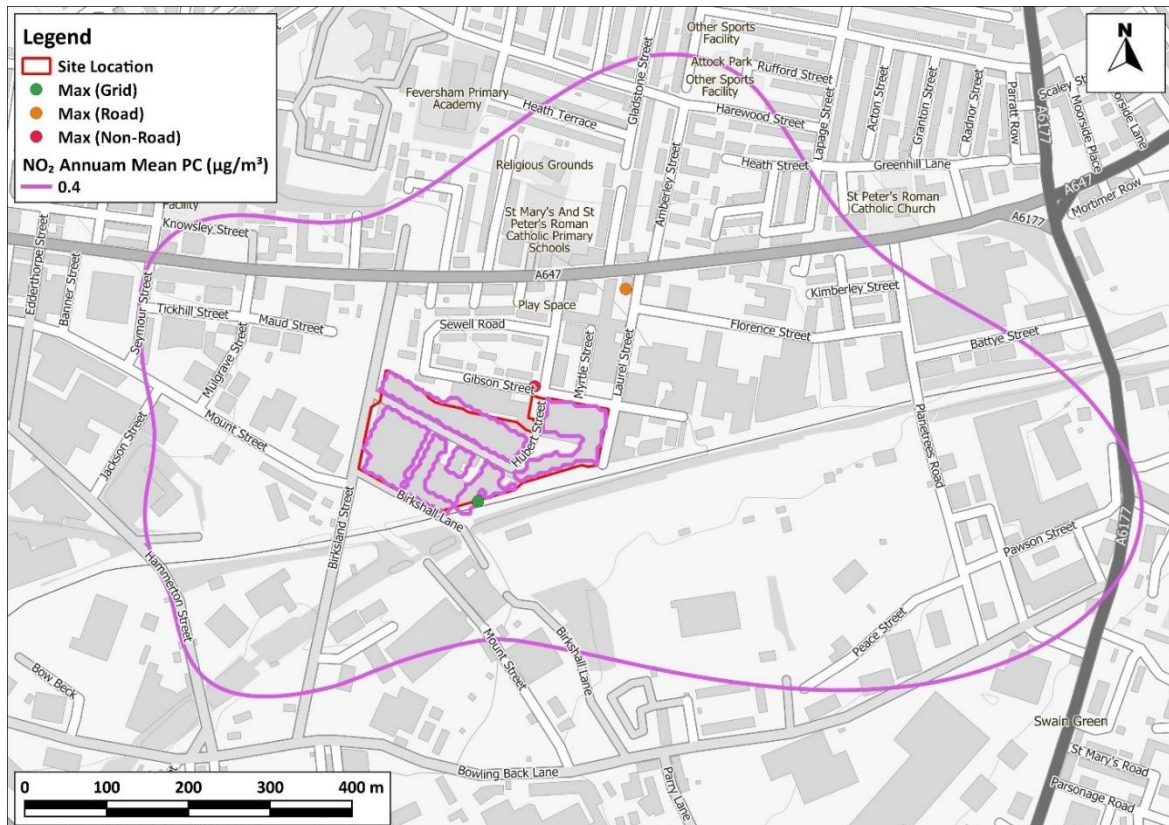 Legend
Site Location
Max (Grid)
Max (Road)
Max (Non-Road)
NO₂ Annuam Mean PC (µg/m³)
0.4
N
Other Sports
Facility
Attock Park
Other Sports
Facility
Rufford Street
Feversham Primary
Academy
Heath Terrace
Gladstone Street
Harewood Street
Lapage Street
Acton Street
Granton Street
Radnor Street
Parratt Row
Scaley St
Moorside Place
Moorside Lane
A6177
Religious Grounds
Amberley Street
Heath Street
Greenhill Lane
A647
Mortimer Row
A6177
St Peter's Roman
Catholic Church
St Mary's And St
Peter's Roman
Catholic Primary
Schools
Facility
Knowsley Street
Edderthorpe Street
Banner Street
Seymour Street
A647
Play Space
Kimberley Street
Tickhill Street
Maud Street
Sewell Road
Florence Street
Battye Street
Mulgrave Street
Myrtle Street
Laurel Street
Gibson Street
Hubert Street
Mount Street
Jackson Street
Planetrees Road
Birkshall Lane
Birksland Street
Hammerton Street
Pawson Street
A6177
Peace Street
Mount Street
Birkshall Lane
Bow Beck
Swain Green
St Mary's Road
Parsonage Road
Bowling Back Lane
Parry Lane
0 100 200 300 400 m